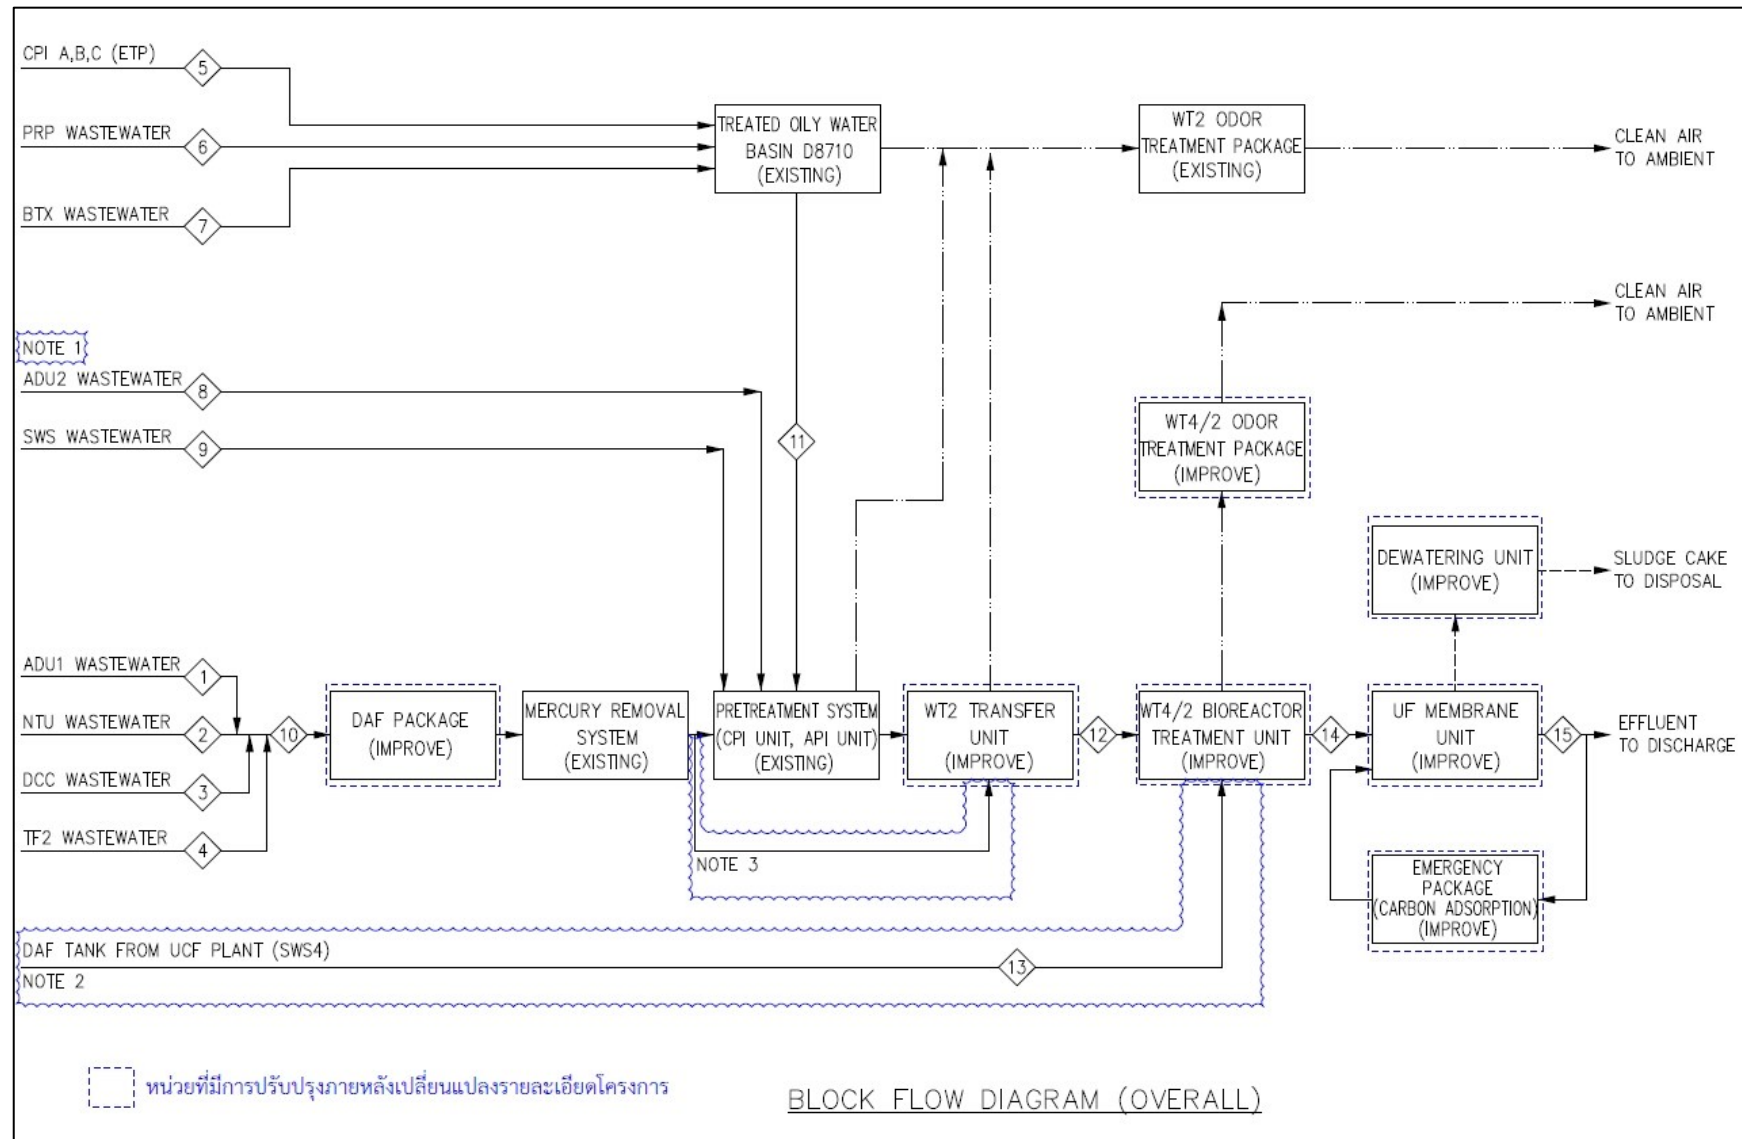 CPI A,B,C (ETP)
5
PRP WASTEWATER
6
BTX WASTEWATER
7
TREATED OILY WATER
BASIN D8710
(EXISTING)
WT2 ODOR
TREATMENT PACKAGE
(EXISTING)
CLEAN AIR
TO AMBIENT
CLEAN AIR
TO AMBIENT
NOTE 1
ADU2 WASTEWATER
8
SWS WASTEWATER
9
11
WT4/2 ODOR
TREATMENT PACKAGE
(IMPROVE)
DEWATERING UNIT
(IMPROVE)
SLUDGE CAKE
TO DISPOSAL
ADU1 WASTEWATER
1
NTU WASTEWATER
2
10
DCC WASTEWATER
3
TF2 WASTEWATER
4
DAF PACKAGE
(IMPROVE)
MERCURY REMOVAL
SYSTEM
(EXISTING)
PRETREATMENT SYSTEM
(CPI UNIT, API UNIT)
(EXISTING)
WT2 TRANSFER
UNIT
(IMPROVE)
12
WT4/2 BIOREACTOR
TREATMENT UNIT
(IMPROVE)
14
UF MEMBRANE
UNIT
(IMPROVE)
15
EFFLUENT
TO DISCHARGE
NOTE 3
EMERGENCY
PACKAGE
(CARBON ADSORPTION)
(IMPROVE)
DAF TANK FROM UCF PLANT (SWS4)
13
NOTE 2
หน่วยที่มีการปรับปรุงภายหลังเปลี่ยนแปลงรายละเอียดโครงการ
BLOCK FLOW DIAGRAM (OVERALL)